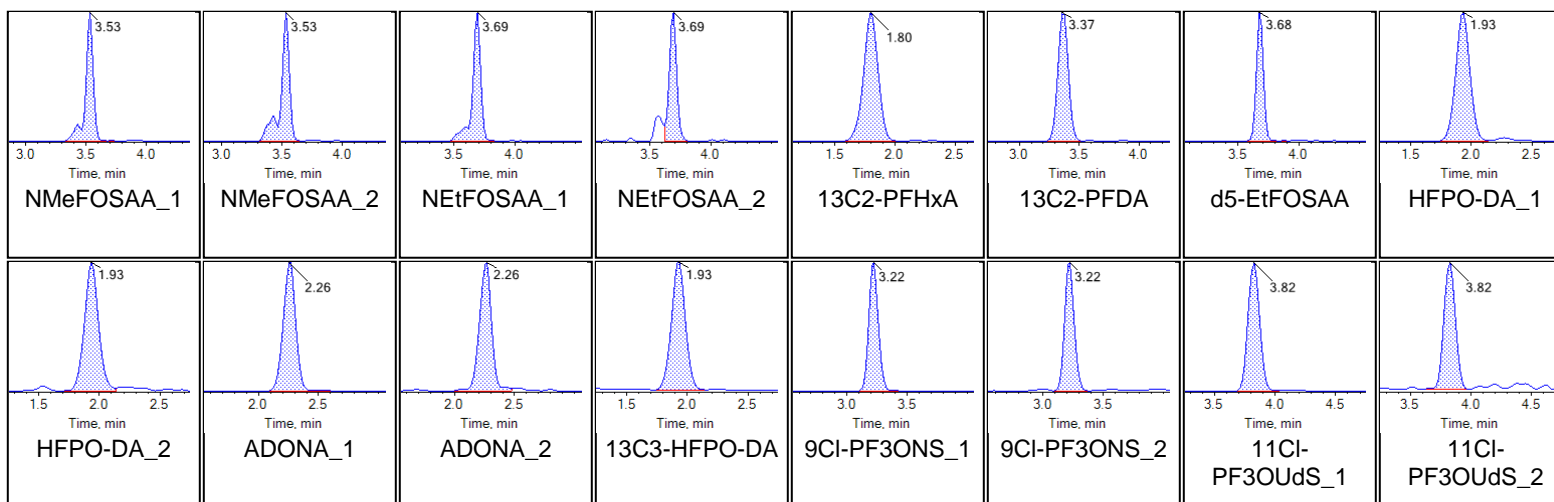 3.53
3.0 3.5 4.0
Time, min
NMeFOSAA_1
3.53
3.0 3.5 4.0
Time, min
NMeFOSAA_2
3.69
3.5 4.0
Time, min
NEtFOSAA_1
3.69
3.5 4.0
Time, min
NEtFOSAA_2
1.80
1.5 2.0 2.5
Time, min
13C2-PFHxA
3.37
3.0 3.5 4.0
Time, min
13C2-PFDA
3.68
3.5 4.0
Time, min
d5-EtFOSAA
1.93
1.5 2.0 2.5
Time, min
HFPO-DA_1
1.93
1.5 2.0 2.5
Time, min
HFPO-DA_2
2.26
2.0 2.5
Time, min
ADONA_1
2.26
2.0 2.5
Time, min
ADONA_2
1.93
1.5 2.0 2.5
Time, min
13C3-HFPO-DA
3.22
3.0 3.5
Time, min
9Cl-PF3ONS_1
3.22
3.0 3.5
Time, min
9Cl-PF3ONS_2
3.82
3.5 4.0 4.5
Time, min
11Cl-
PF3OUdS_1
3.82
3.5 4.0 4.5
Time, min
11Cl-
PF3OUdS_2